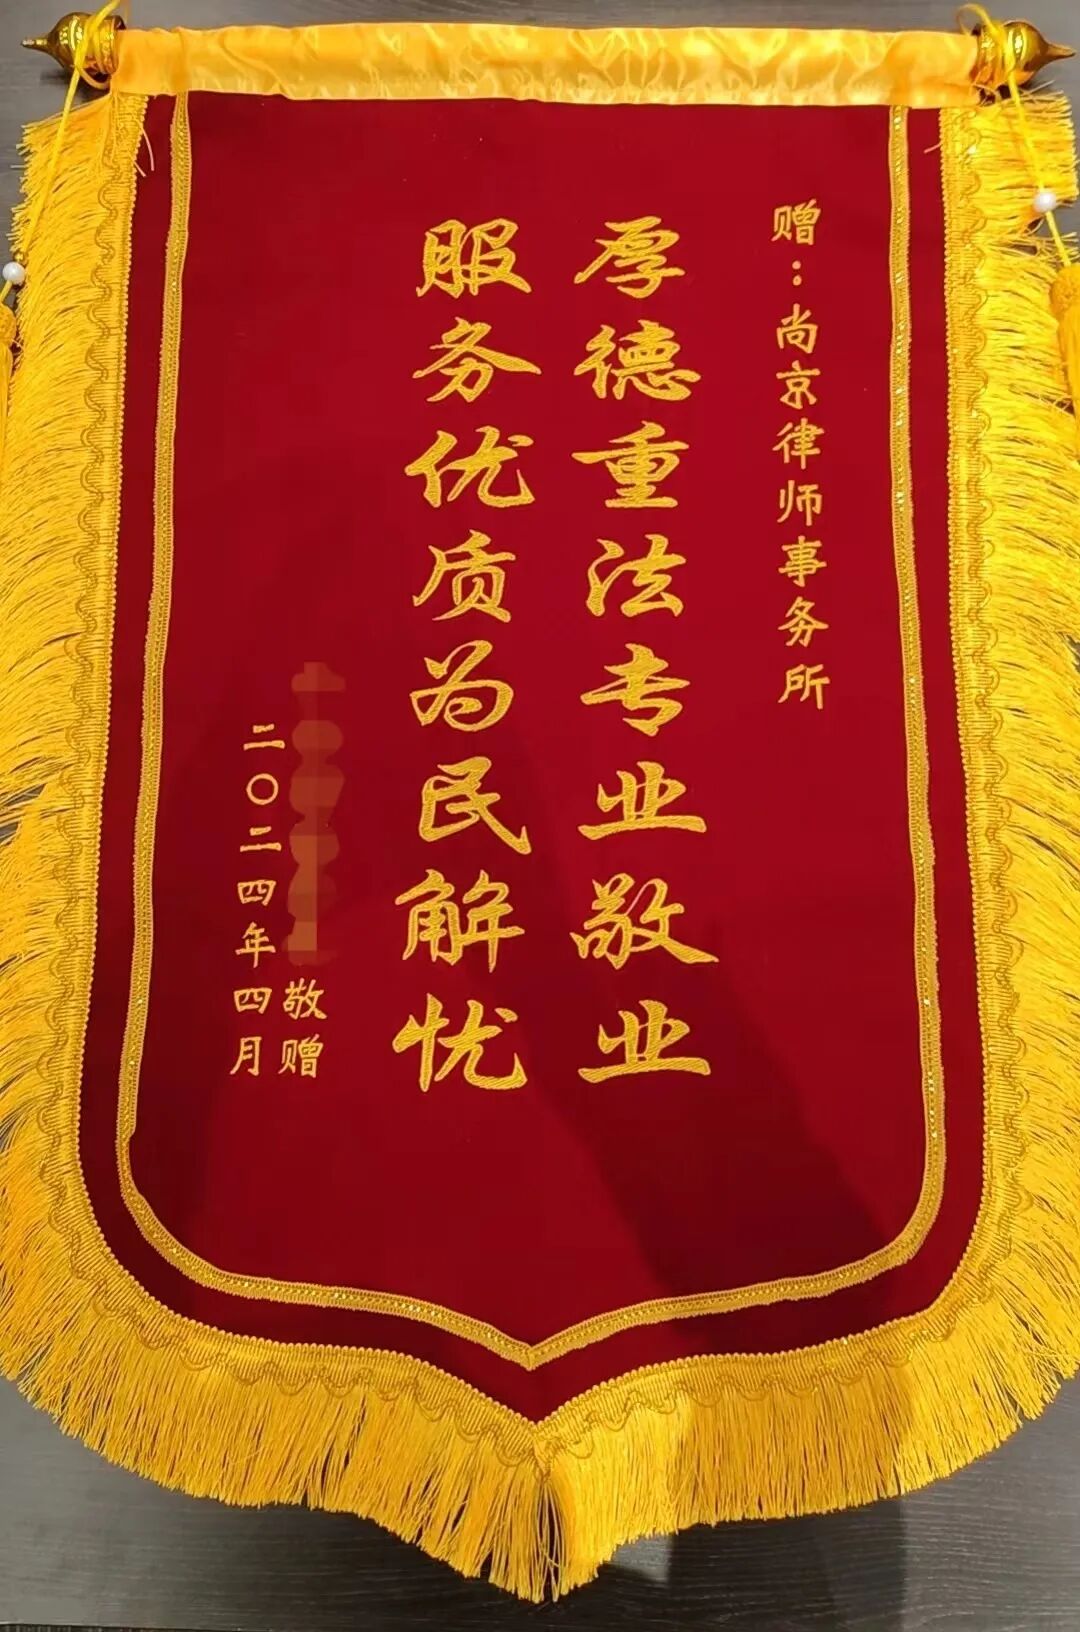 赠：尚京律师事务所
厚德重法专业敬业
服务优质为民解忧
敬赠
二〇二四年四月